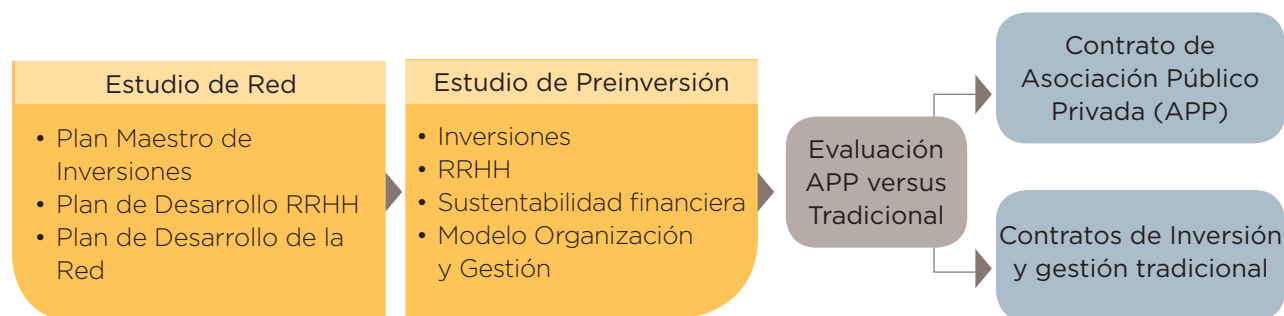 Estudio de Red
• Plan Maestro de
Inversiones
• Plan de Desarrollo RRHH
• Plan de Desarrollo de la
Red
Estudio de Preinversión
• Inversiones
• RRHH
• Sustentabilidad financiera
• Modelo Organización
y Gestión
Evaluación
APP versus
Tradicional
Contrato de
Asociación Público
Privada (APP)
Contratos de Inversión
y gestión tradicional